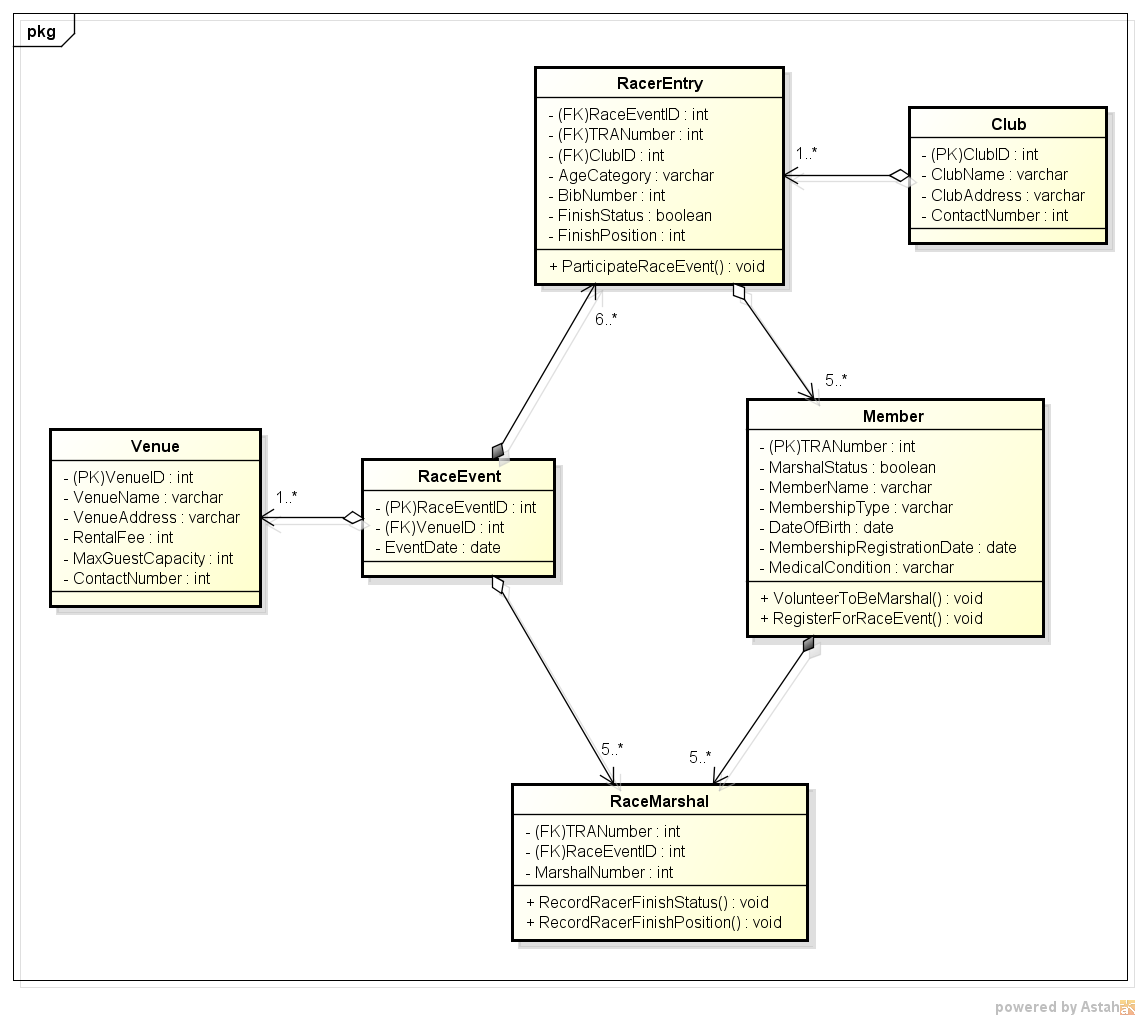 pkg
RacerEntry
- (FK)RaceEventID : int
- (FK)TRANumber : int
- (FK)ClubID : int
- AgeCategory : varchar
- BibNumber : int
- FinishStatus : boolean
- FinishPosition : int
+ ParticipateRaceEvent() : void
1..*
Club
- (PK)ClubID : int
- ClubName : varchar
- ClubAddress : varchar
- ContactNumber : int
6..*
5..*
Venue
- (PK)VenueID : int
- VenueName : varchar
- VenueAddress : varchar
- RentalFee : int
- MaxGuestCapacity : int
- ContactNumber : int
1..*
RaceEvent
- (PK)RaceEventID : int
- (FK)VenueID : int
- EventDate : date
Member
- (PK)TRANumber : int
- MarshalStatus : boolean
- MemberName : varchar
- MembershipType : varchar
- DateOfBirth : date
- MembershipRegistrationDate : date
- MedicalCondition : varchar
+ VolunteerToBeMarshal() : void
+ RegisterForRaceEvent() : void
5..*
5..*
RaceMarshal
- (FK)TRANumber : int
- (FK)RaceEventID : int
- MarshalNumber : int
+ RecordRacerFinishStatus() : void
+ RecordRacerFinishPosition() : void
powered by Astah